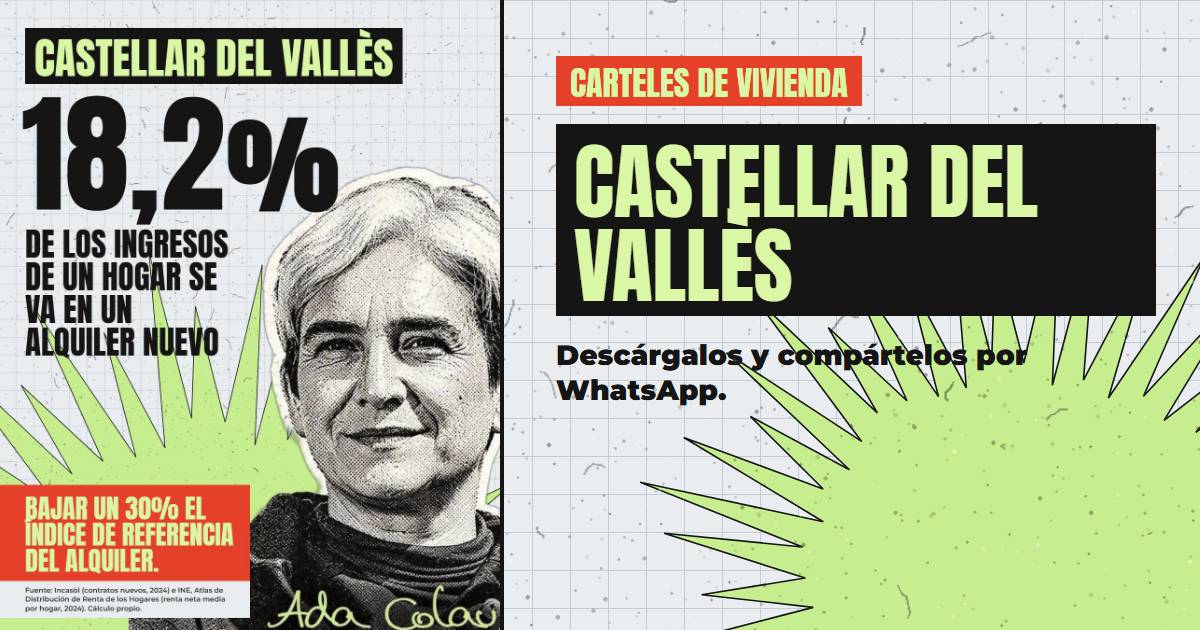 CASTELLAR DEL VALLÈS
18,2%
DE LOS INGRESOS
DE UN HOGAR SE
VA EN UN
ALQUILER NUEVO
BAJAR UN 30% EL
ÍNDICE DE REFERENCIA
DEL ALQUILER.
Fuente: Incasòl (contratos nuevos, 2024) e INE, Atlas de
Distribución de Renta de los Hogares (renta neta media
por hogar, 2024). Cálculo propio.
Ada Colau
CARTELES DE VIVIENDA
CASTELLAR DEL
VALLÈS
Descárgalos y compártelos por
WhatsApp.